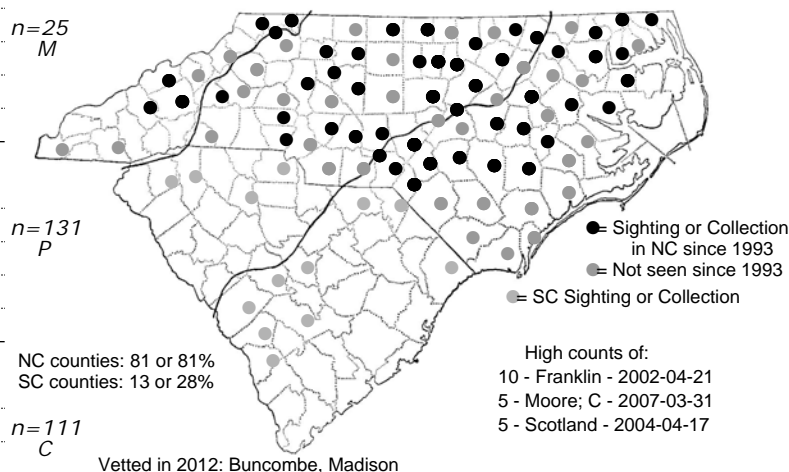 n=25
M
n=131
P
n=111
C
= Sighting or Collection
in NC since 1993
= Not seen since 1993
= SC Sighting or Collection
NC counties: 81 or 81%
SC counties: 13 or 28%
High counts of:
10 - Franklin - 2002-04-21
5 - Moore; C - 2007-03-31
5 - Scotland - 2004-04-17
Vetted in 2012: Buncombe, Madison